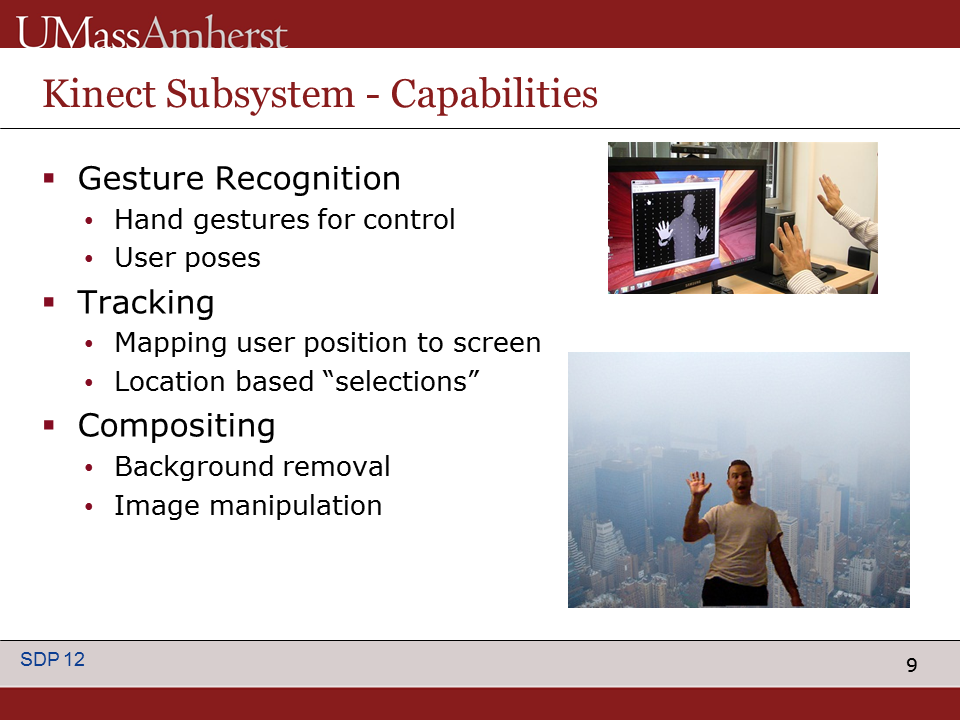 UMassAmherst
Kinect Subsystem - Capabilities
Gesture Recognition
Hand gestures for control
User poses
Tracking
Mapping user position to screen
Location based “selections”
Compositing
Background removal
Image manipulation
SAMSUNG
SDP 12
9